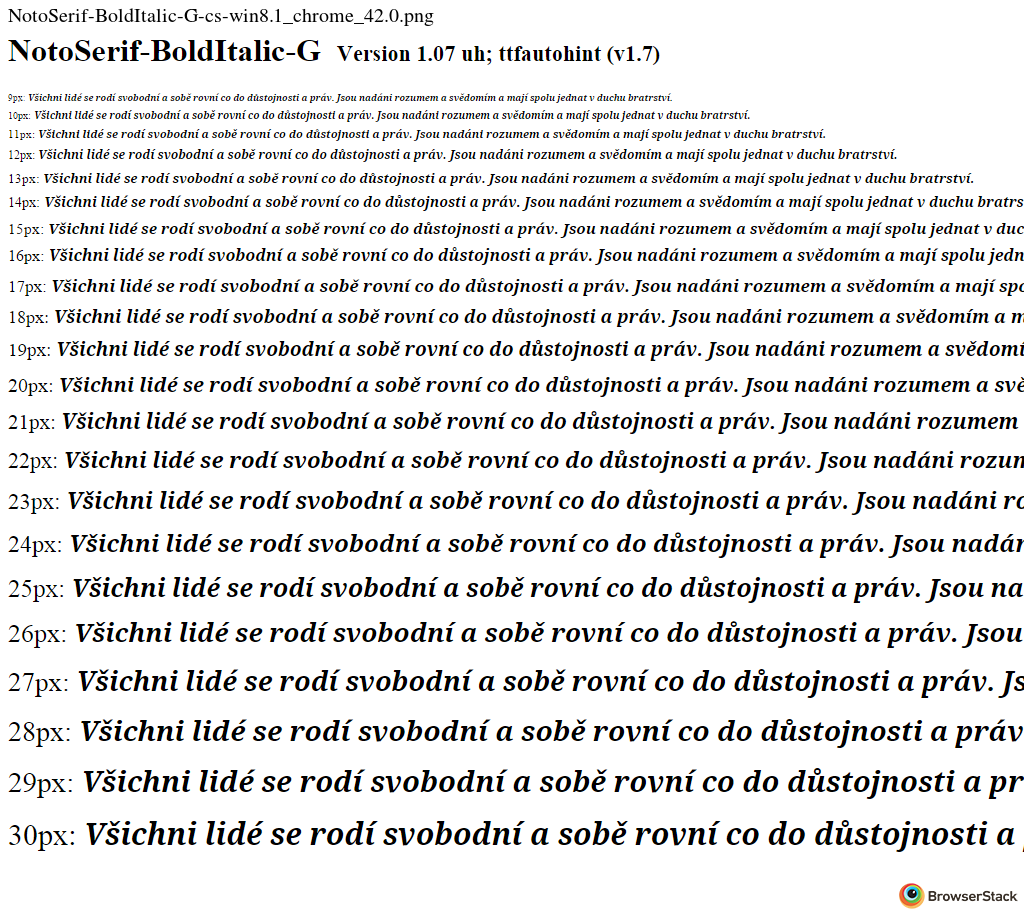 NotoSerif-BoldItalic-G-cs-win8.1_chrome_42.0.png
NotoSerif-BoldItalic-G Version 1.07 uh; ttfautohint (v1.7)
9px: Všichni lidé se rodí svobodní a sobě rovní co do důstojnosti a práv. Jsou nadáni rozumem a svědomím a mají spolu jednat v duchu bratrství.
10px: Všichni lidé se rodí svobodní a sobě rovní co do důstojnosti a práv. Jsou nadáni rozumem a svědomím a mají spolu jednat v duchu bratrství.
11px: Všichni lidé se rodí svobodní a sobě rovní co do důstojnosti a práv. Jsou nadáni rozumem a svědomím a mají spolu jednat v duchu bratrství.
12px: Všichni lidé se rodí svobodní a sobě rovní co do důstojnosti a práv. Jsou nadáni rozumem a svědomím a mají spolu jednat v duchu bratrství.
13px: Všichni lidé se rodí svobodní a sobě rovní co do důstojnosti a práv. Jsou nadáni rozumem a svědomím a mají spolu jednat v duchu bratrství.
14px: Všichni lidé se rodí svobodní a sobě rovní co do důstojnosti a práv. Jsou nadáni rozumem a svědomím a mají spolu jednat v duchu bratrs
15px: Všichni lidé se rodí svobodní a sobě rovní co do důstojnosti a práv. Jsou nadáni rozumem a svědomím a mají spolu jednat v duc
16px: Všichni lidé se rodí svobodní a sobě rovní co do důstojnosti a práv. Jsou nadáni rozumem a svědomím a mají spolu jedn
17px: Všichni lidé se rodí svobodní a sobě rovní co do důstojnosti a práv. Jsou nadáni rozumem a svědomím a mají spo
18px: Všichni lidé se rodí svobodní a sobě rovní co do důstojnosti a práv. Jsou nadáni rozumem a svědomím a m
19px: Všichni lidé se rodí svobodní a sobě rovní co do důstojnosti a práv. Jsou nadáni rozumem a svědomí
20px: Všichni lidé se rodí svobodní a sobě rovní co do důstojnosti a práv. Jsou nadáni rozumem a svě
21px: Všichni lidé se rodí svobodní a sobě rovní co do důstojnosti a práv. Jsou nadáni rozumem
22px: Všichni lidé se rodí svobodní a sobě rovní co do důstojnosti a práv. Jsou nadáni rozum
23px: Všichni lidé se rodí svobodní a sobě rovní co do důstojnosti a práv. Jsou nadáni ro
24px: Všichni lidé se rodí svobodní a sobě rovní co do důstojnosti a práv. Jsou nadán
25px: Všichni lidé se rodí svobodní a sobě rovní co do důstojnosti a práv. Jsou na
26px: Všichni lidé se rodí svobodní a sobě rovní co do důstojnosti a práv. Jsou
27px: Všichni lidé se rodí svobodní a sobě rovní co do důstojnosti a práv. Js
28px: Všichni lidé se rodí svobodní a sobě rovní co do důstojnosti a práv
29px: Všichni lidé se rodí svobodní a sobě rovní co do důstojnosti a pr
30px: Všichni lidé se rodí svobodní a sobě rovní co do důstojnosti a
BrowserStack